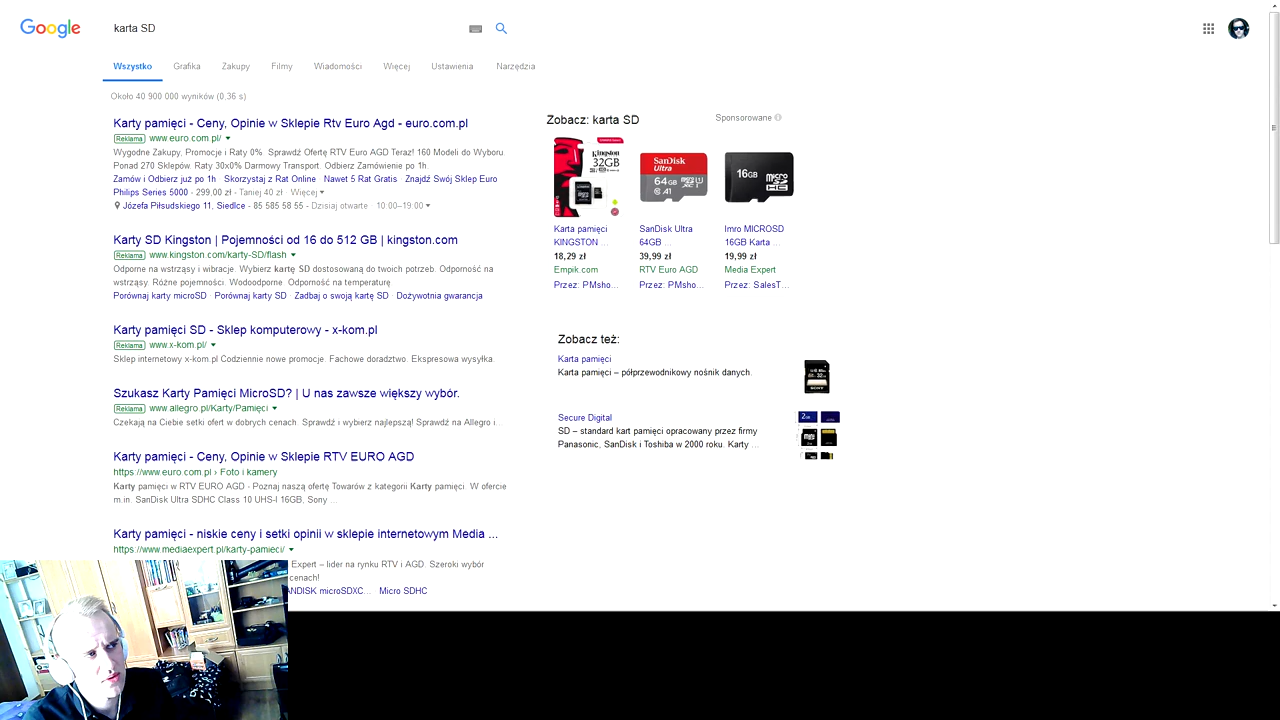 Google
karta SD
Wszystko Grafika Zakupy Filmy Wiadomości Więcej Ustawienia Narzędzia
Około 40 900 000 wyników (0,36 s)
Karty pamięci - Ceny, Opinie w Sklepie Rtv Euro Agd - euro.com.pl
Reklama www.euro.com.pl/
Wygodne Zakupy, Promocje i Raty 0% Sprawdź Ofertę RTV Euro AGD Teraz! 160 Modeli do Wyboru.
Ponad 270 Sklepów. Raty 30x0% Darmowy Transport. Odbierz Zamówienie po 1h.
Zamów i Odbierz już po 1h · Skorzystaj z Rat Online · Nawet 5 Rat Gratis · Znajdź Swój Sklep Euro
Philips Series 5000 - 299,00 zł - Taniej 40 zł · Więcej
Józefa Piłsudskiego 11, Siedlce - 85 585 58 55 - Dzisiaj otwarte · 10:00–19:00
Karty SD Kingston | Pojemności od 16 do 512 GB | kingston.com
Reklama www.kingston.com/karty-SD/flash
Odporne na wstrząsy i wibracje. Wybierz kartę SD dostosowaną do twoich potrzeb. Odporność na
wstrząsy. Różne pojemności. Wodoodporne. Odporność na temperaturę
Porównaj karty microSD · Porównaj karty SD · Zadbaj o swoją kartę SD · Dożywotnia gwarancja
Karty pamięci SD - Sklep komputerowy - x-kom.pl
Reklama www.x-kom.pl/
Sklep internetowy x-kom.pl Codziennie nowe promocje. Fachowe doradztwo. Ekspresowa wysyłka.
Szukasz Karty Pamięci MicroSD? | U nas zawsze większy wybór.
Reklama www.allegro.pl/Karty/Pamięci
Czekają na Ciebie setki ofert w dobrych cenach. Sprawdź i wybierz najlepszą! Sprawdź na Allegro i...
Karty pamięci - Ceny, Opinie w Sklepie RTV EURO AGD
https://www.euro.com.pl › Foto i kamery
Karty pamięci w RTV EURO AGD - Poznaj naszą ofertę Towarów z kategorii Karty pamięci. W ofercie
m.in. SanDisk Ultra SDHC Class 10 UHS-I 16GB, Sony ...
Karty pamięci - niskie ceny i setki opinii w sklepie internetowym Media ...
https://www.mediaexpert.pl/karty-pamieci/
Expert – lider na rynku RTV i AGD. Szeroki wybór
cenach!
ANDISK microSDXC... Micro SDHC
Zobacz: karta SD
Sponsorowane
Kingston
32GB
SanDisk
Ultra
64GB
A1
16GB
micro
SD
HC
Karta pamięci
KINGSTON ...
18,29 zł
Empik.com
Przez: PMsho...
SanDisk Ultra
64GB ...
39,99 zł
RTV Euro AGD
Przez: PMsho...
Imro MICROSD
16GB Karta ...
19,99 zł
Media Expert
Przez: SalesT...
Zobacz też:
Karta pamięci
Karta pamięci – półprzewodnikowy nośnik danych.
SONY
Secure Digital
SD – standard kart pamięci opracowany przez firmy
Panasonic, SanDisk i Toshiba w 2000 roku. Karty ...